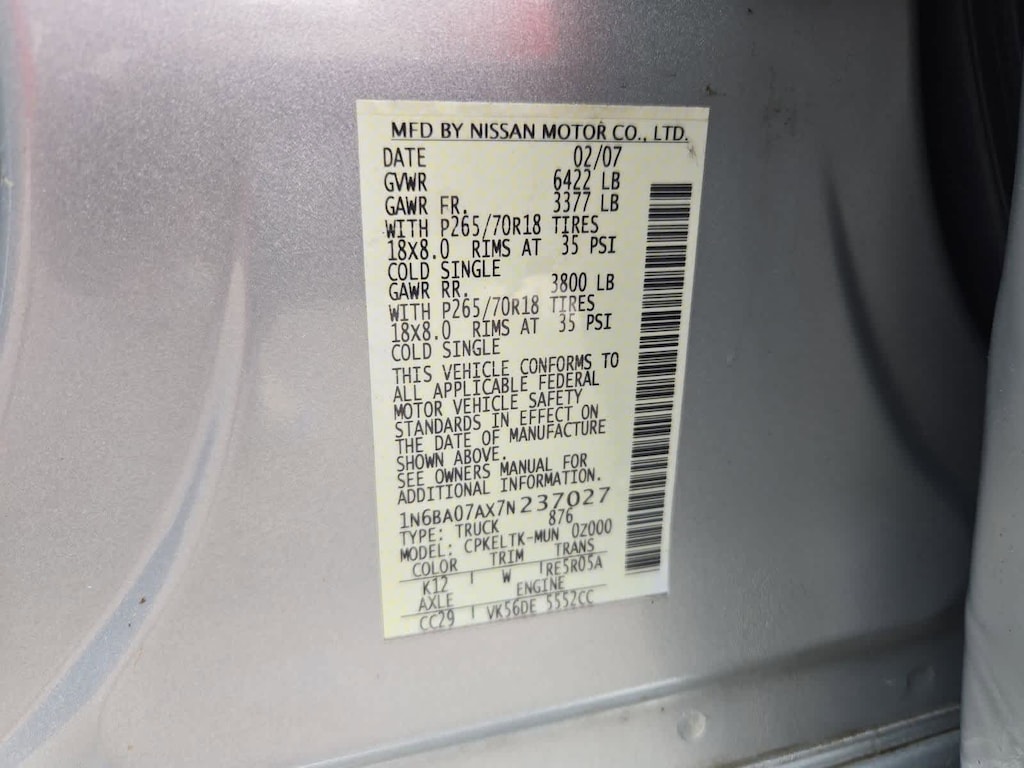 MFD BY NISSAN MOTOR CO., LTD.
DATE 02/07
GVWR 6422 LB
GAWR FR. 3377 LB
WITH P265/70R18 TIRES
18X8.0 RIMS AT 35 PSI
COLD SINGLE
GAWR RR. 3800 LB
WITH P265/70R18 TIRES
18X8.0 RIMS AT 35 PSI
COLD SINGLE
THIS VEHICLE CONFORMS TO
ALL APPLICABLE FEDERAL
MOTOR VEHICLE SAFETY
STANDARDS IN EFFECT ON
THE DATE OF MANUFACTURE
SHOWN ABOVE.
SEE OWNERS MANUAL FOR
ADDITIONAL INFORMATION.
1N6BA07AX7N237027
TYPE: TRUCK 876
MODEL: CPKELTK-MUN 0Z000
COLOR TRIM TRANS
K12 W RE5R05A
AXLE ENGINE
CC29 VK56DE 5552CC